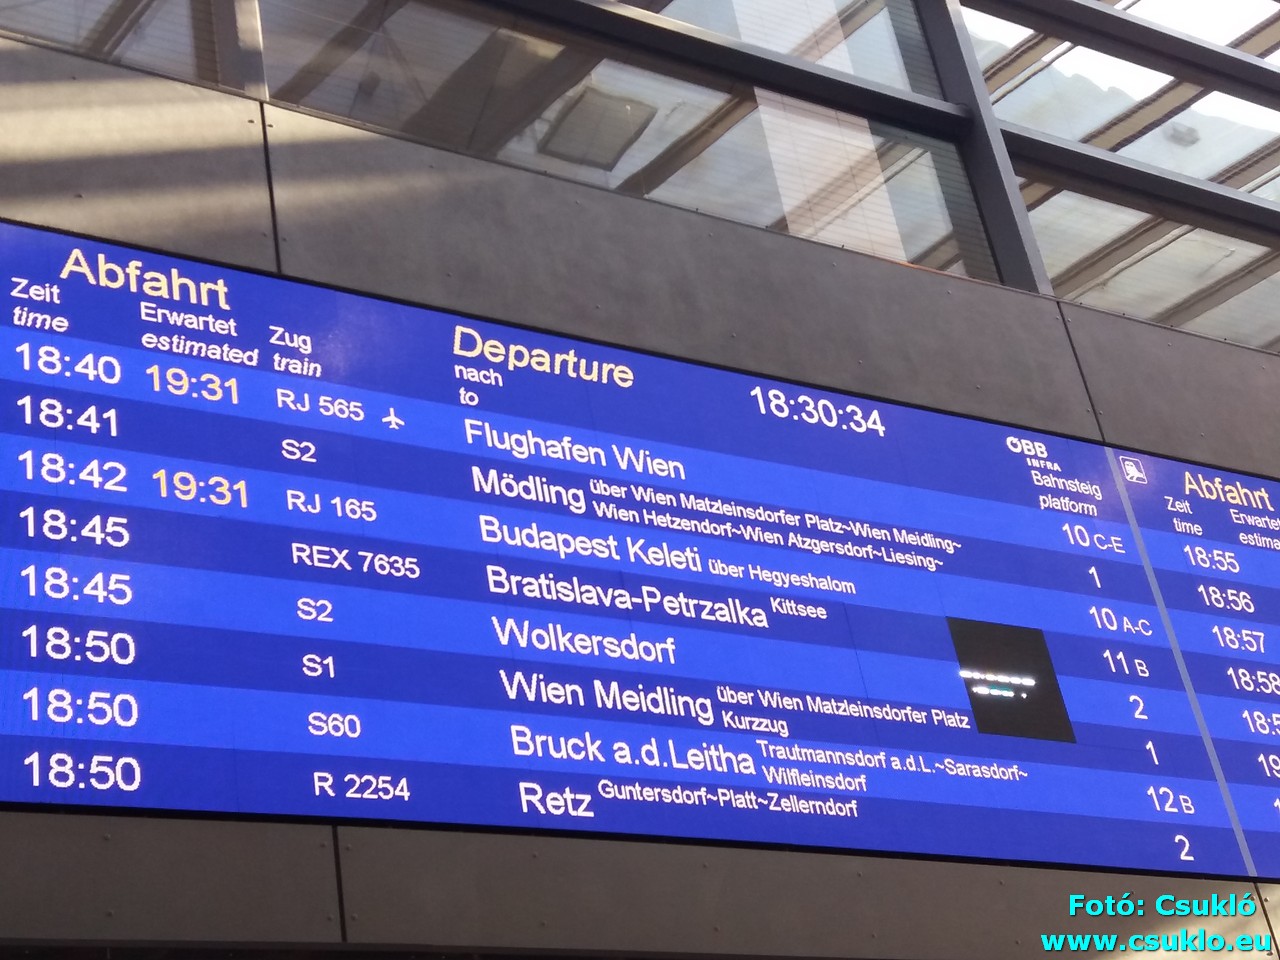 Abfahrt Departure 18:30:34 ÖBB INFRA
Zeit Erwartet Zug nach Bahnsteig
time estimated train to platform
18:40 19:31 RJ 565 Flughafen Wien 10 C-E
18:41 S2 Mödling über Wien Matzleinsdorfer Platz~Wien Meidling~ 1
Wien Hetzendorf~Wien Atzgersdorf~Liesing~
18:42 19:31 RJ 165 Budapest Keleti über Hegyeshalom 10 A-C
18:45 REX 7635 Bratislava-Petrzalka Kittsee 11 B
18:45 S2 Wolkersdorf 2
18:50 S1 Wien Meidling über Wien Matzleinsdorfer Platz 1
Kurzzug
18:50 S60 Bruck a.d.Leitha Trautmannsdorf a.d.L.~Sarasdorf~ 12 B
Wilfleinsdorf
18:50 R 2254 Retz Guntersdorf~Platt~Zellerndorf 2
Abfahrt
Zeit
time
18:55
18:56
18:57
18:58
Fotó: Csukló
www.csuklo.eu